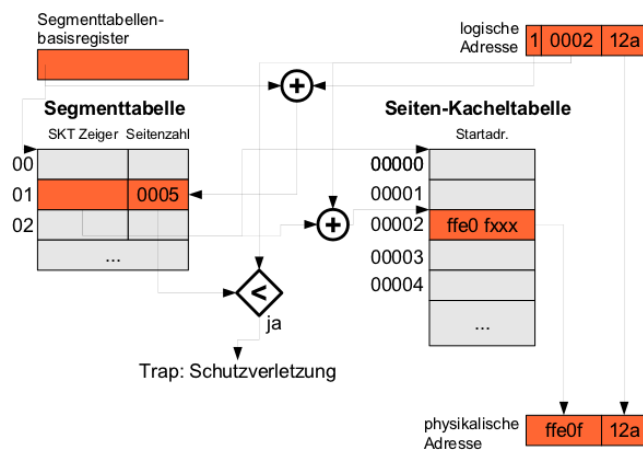 Segmenttabellen-
basisregister
logische
Adresse
1 0002 12a
+
Segmenttabelle
SKT Zeiger Seitenzahl
00
01 0005
02
...
Seiten-Kacheltabelle
Startadr.
00000
00001
00002 ffe0 fxxx
00003
00004
...
+
<
ja
Trap: Schutzverletzung
physikalische
Adresse
ffe0f 12a